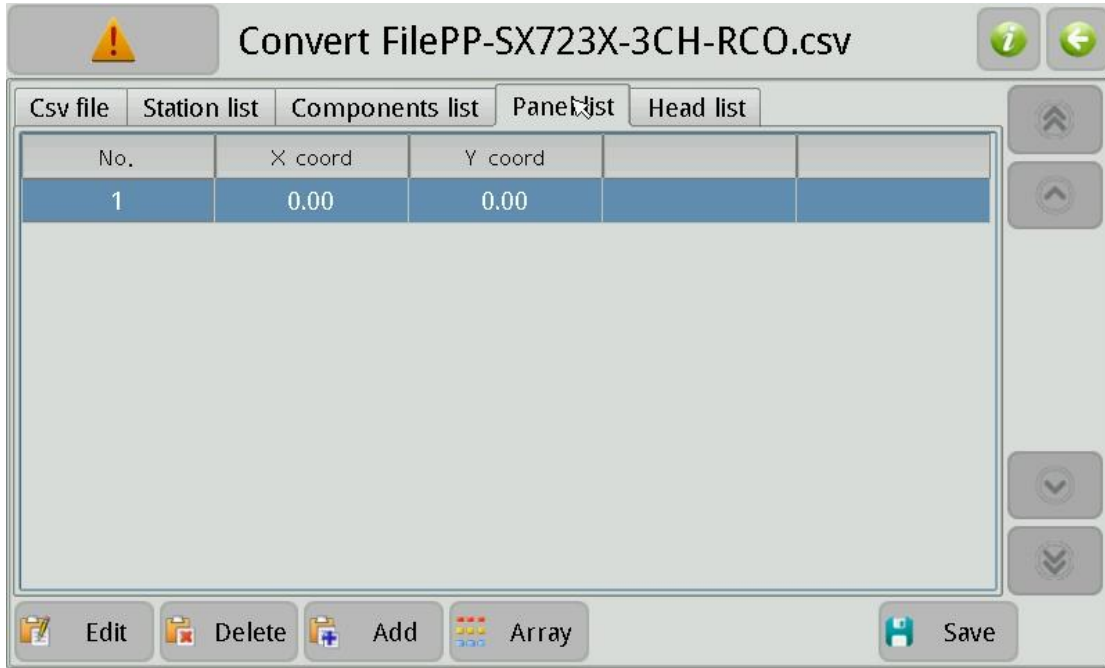 Convert FilePP-SX723X-3CH-RCO.csv
Csv file Station list Components list Panel list Head list
No. X coord Y coord
1 0.00 0.00
Edit Delete Add Array Save